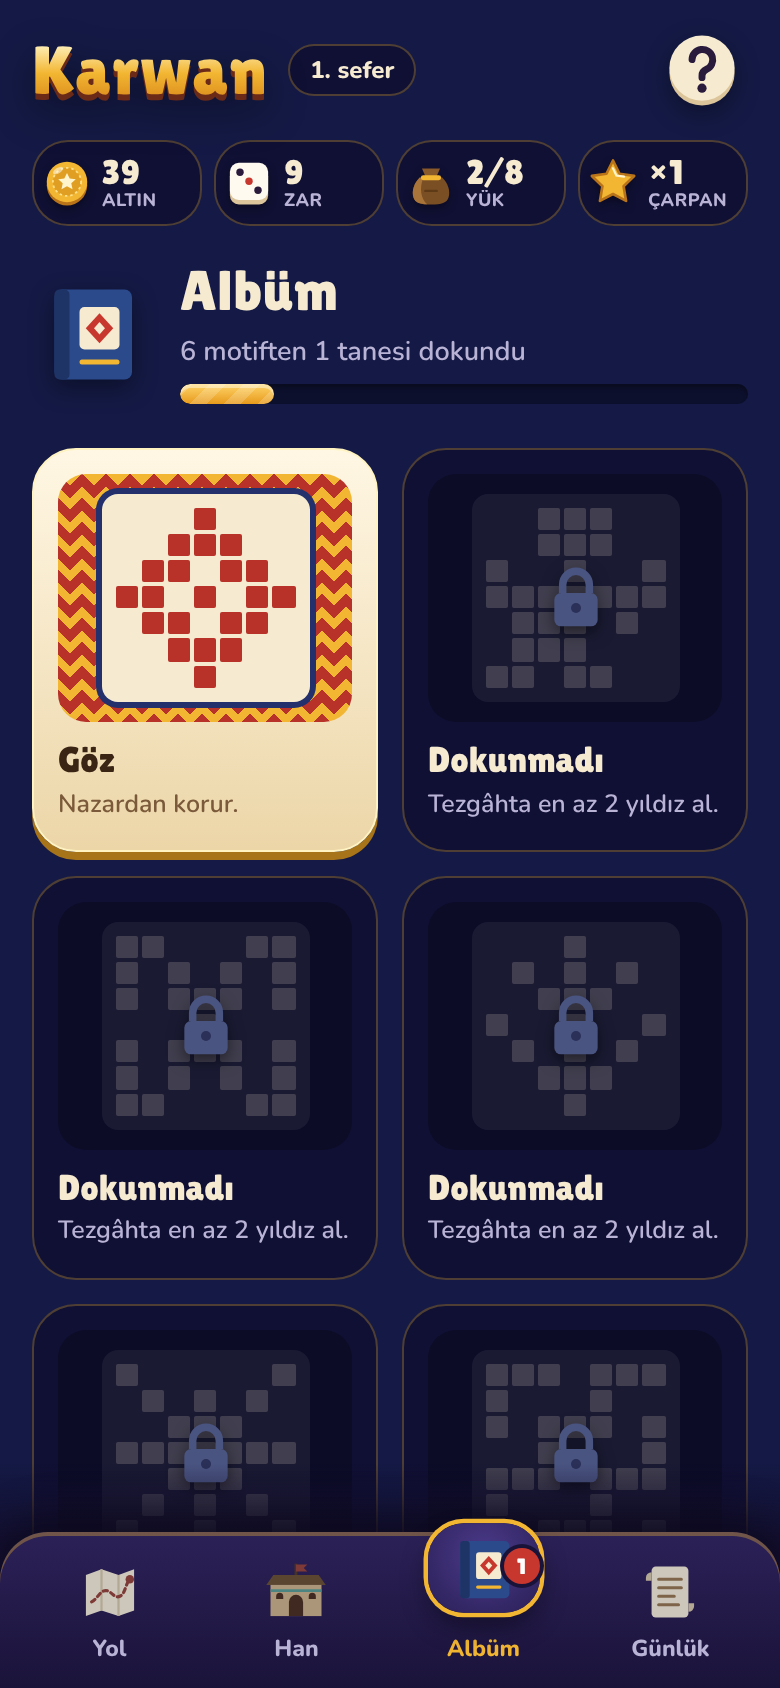 Karwan
1. sefer
?
39
ALTIN
9
ZAR
2/8
YÜK
×1
ÇARPAN
Albüm
6 motiften 1 tanesi dokundu
Göz
Nazardan korur.
Dokunmadı
Tezgâhta en az 2 yıldız al.
Dokunmadı
Tezgâhta en az 2 yıldız al.
Dokunmadı
Tezgâhta en az 2 yıldız al.
1
Yol
Han
Albüm
Günlük